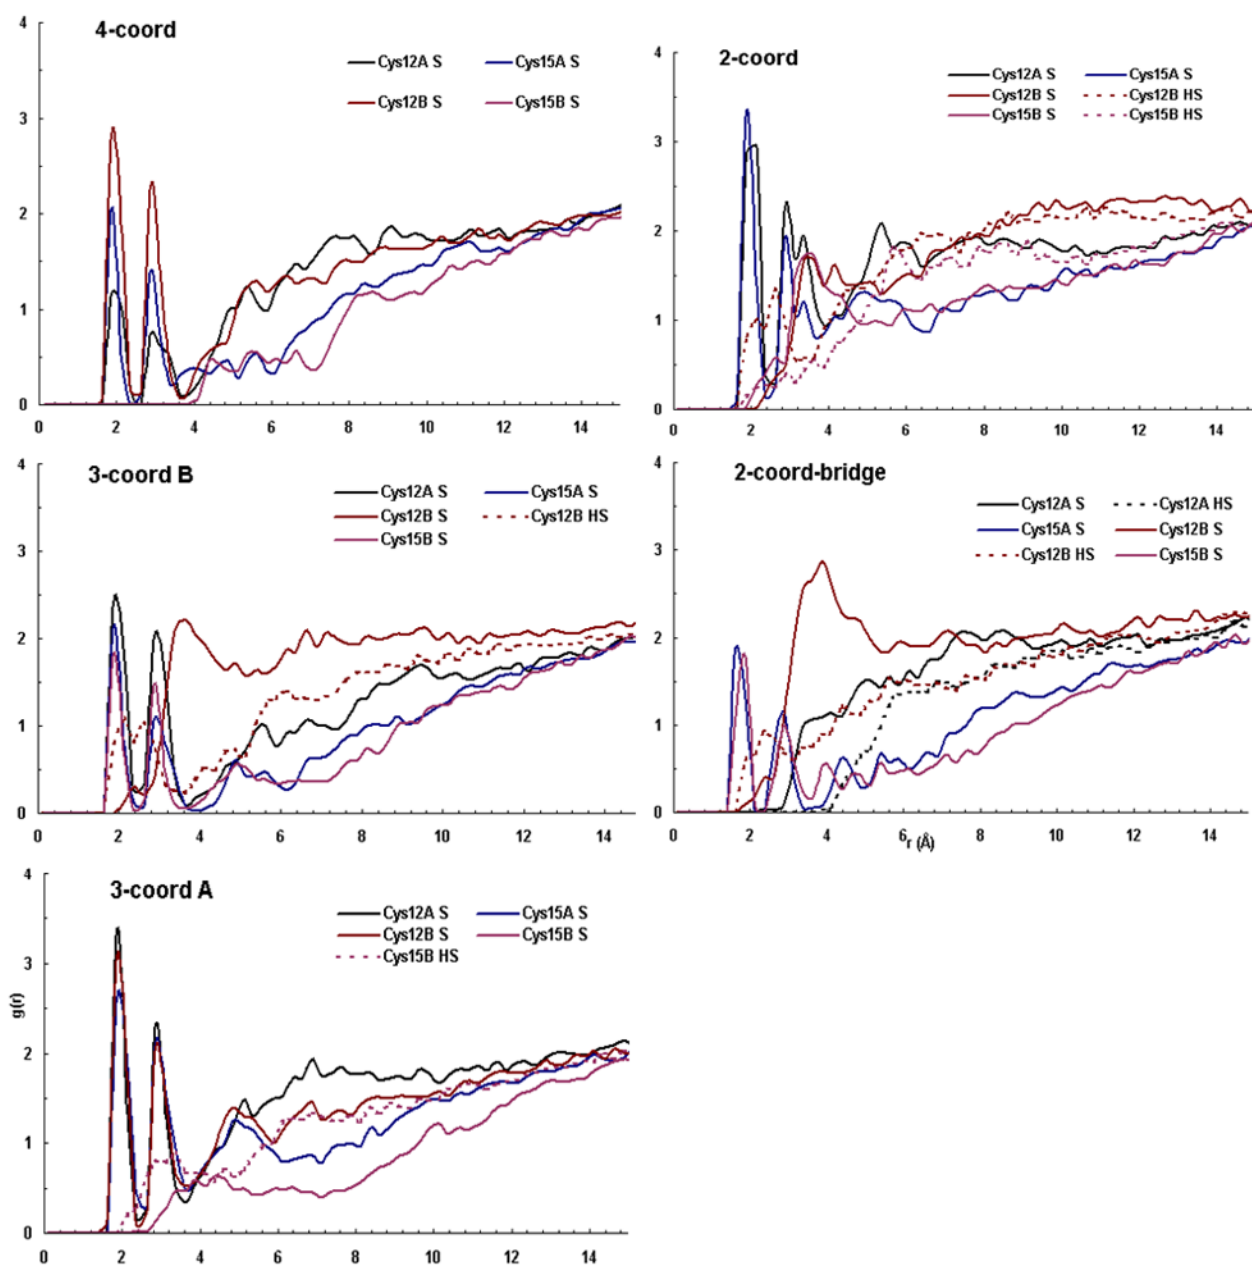 4-coord
Cys12A S Cys15A S
Cys12B S Cys15B S
4
3
2
1
0
0 2 4 6 8 10 12 14
2-coord
Cys12A S Cys15A S
Cys12B S Cys12B HS
Cys15B S Cys15B HS
4
3
2
1
0
0 2 4 6 8 10 12 14
3-coord B
Cys12A S Cys15A S
Cys12B S Cys12B HS
Cys15B S
4
3
2
1
0
0 2 4 6 8 10 12 14
2-coord-bridge
Cys12A S Cys12A HS
Cys15A S Cys12B S
Cys12B HS Cys15B S
4
3
2
1
0
0 2 4 6 8 10 12 14
r (Å)
3-coord A
Cys12A S Cys15A S
Cys12B S Cys15B S
Cys15B HS
g(r)
4
3
2
1
0
0 2 4 6 8 10 12 14